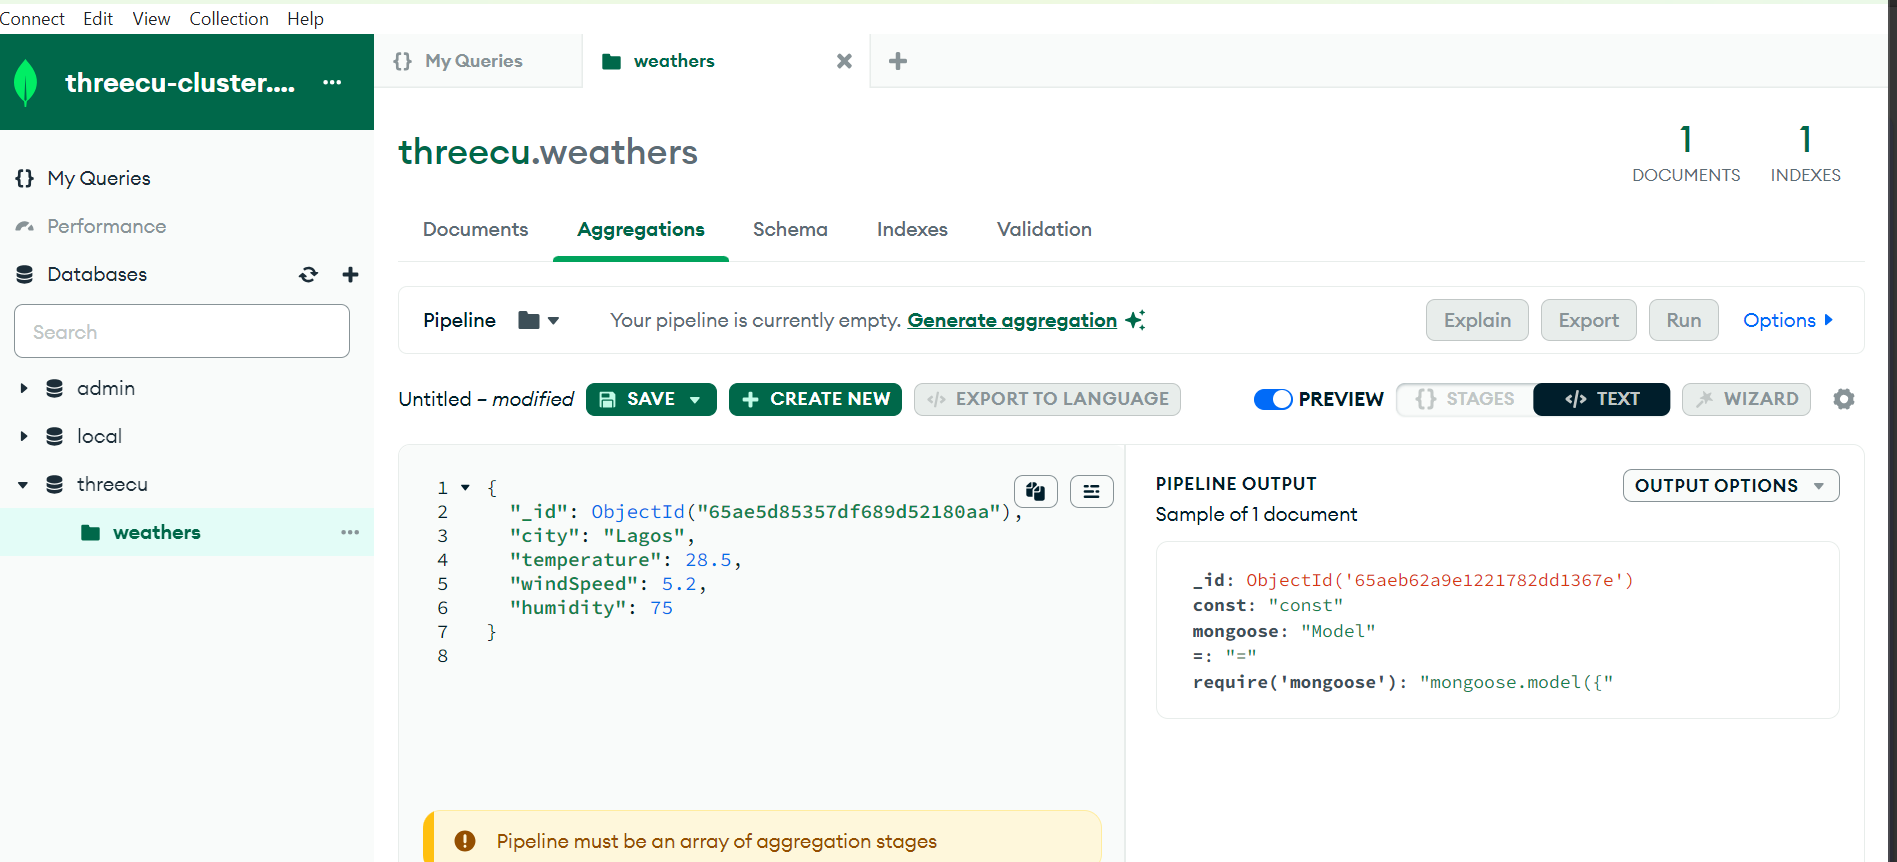 Connect Edit View Collection Help
threecu-cluster.... ···
{} My Queries
weathers
threecu.weathers
1 DOCUMENTS
1 INDEXES
{} My Queries
Performance
Databases
Search
admin
local
threecu
weathers ···
Documents Aggregations Schema Indexes Validation
Pipeline Your pipeline is currently empty. Generate aggregation Explain Export Run Options
Untitled – modified SAVE + CREATE NEW </> EXPORT TO LANGUAGE PREVIEW {} STAGES </> TEXT WIZARD
1 {
2 "_id": ObjectId("65ae5d85357df689d52180aa"),
3 "city": "Lagos",
4 "temperature": 28.5,
5 "windSpeed": 5.2,
6 "humidity": 75
7 }
8
Pipeline must be an array of aggregation stages
PIPELINE OUTPUT
Sample of 1 document
OUTPUT OPTIONS
_id: ObjectId('65aeb62a9e1221782dd1367e')
const: "const"
mongoose: "Model"
=: "="
require('mongoose'): "mongoose.model({"